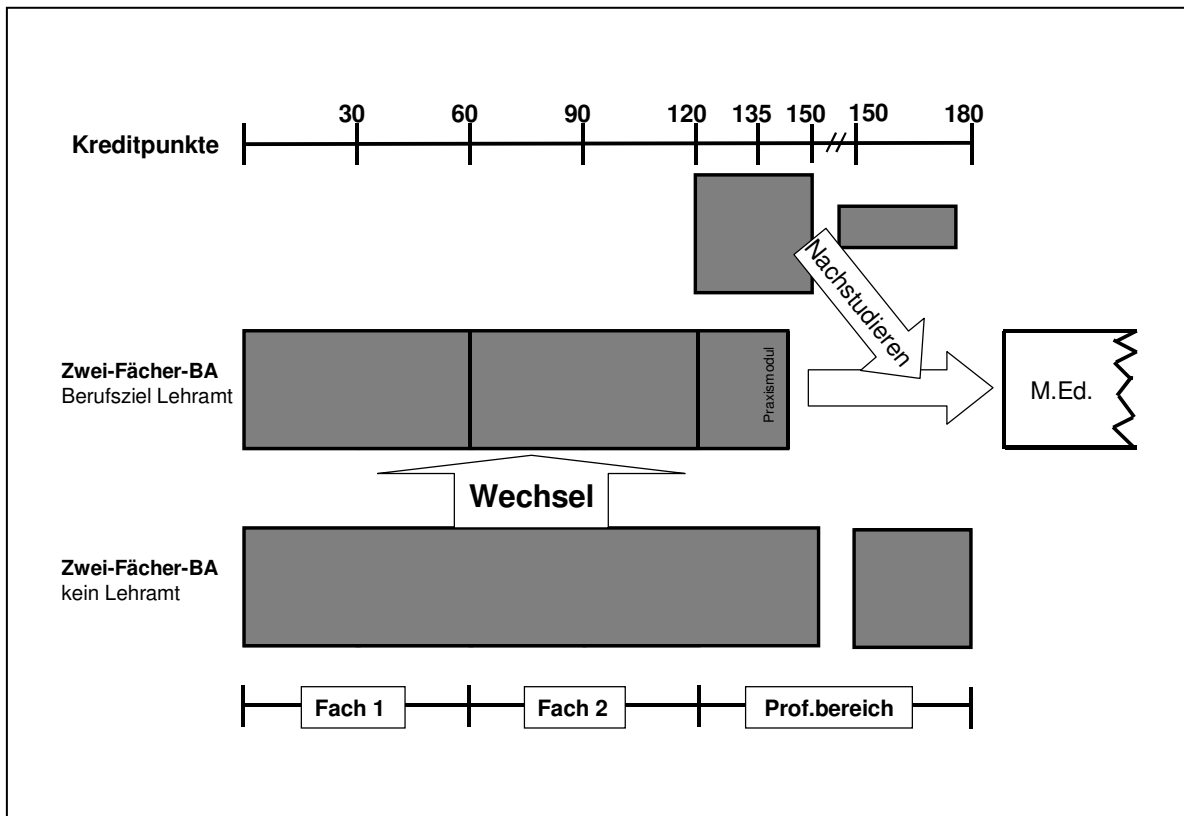 30 60 90 120 135 150 150 180
Kreditpunkte
Nachstudieren
Zwei-Fächer-BA
Berufsziel Lehramt
Praxismodul
M.Ed.
Wechsel
Zwei-Fächer-BA
kein Lehramt
Fach 1 Fach 2 Prof.bereich